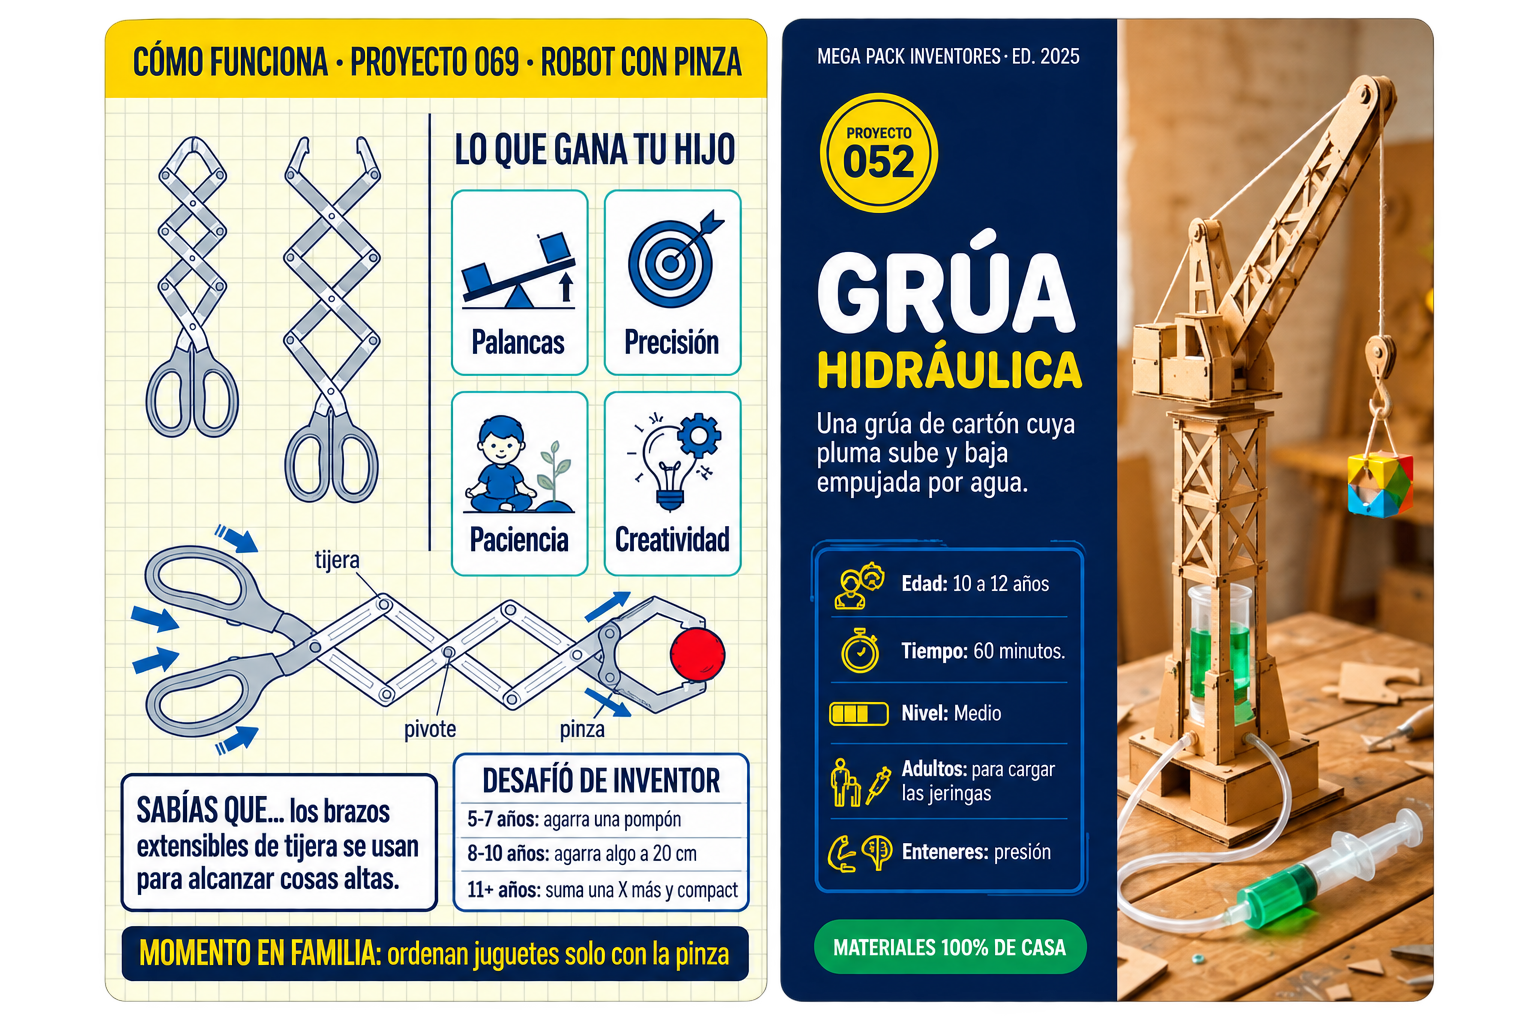 CÓMO FUNCIONA · PROYECTO 069 · ROBOT CON PINZA
LO QUE GANA TU HIJO
Palancas
Precisión
Paciencia
Creatividad
tijera
pivote
pinza
SABÍAS QUE... los brazos
extensibles de tijera se usan
para alcanzar cosas altas.
DESAFÍÓ DE INVENTOR
5-7 años: agarra una pompón
8-10 años: agarra algo a 20 cm
11+ años: suma una X más y compact
MOMENTO EN FAMILIA: ordenan juguetes solo con la pinza
MEGA PACK INVENTORES · ED. 2025
PROYECTO
052
GRÚA
HIDRÁULICA
Una grúa de cartón cuya
pluma sube y baja
empujada por agua.
Edad: 10 a 12 años
Tiempo: 60 minutos.
Nivel: Medio
Adultos: para cargar
las jeringas
Enteneres: presión
MATERIALES 100% DE CASA